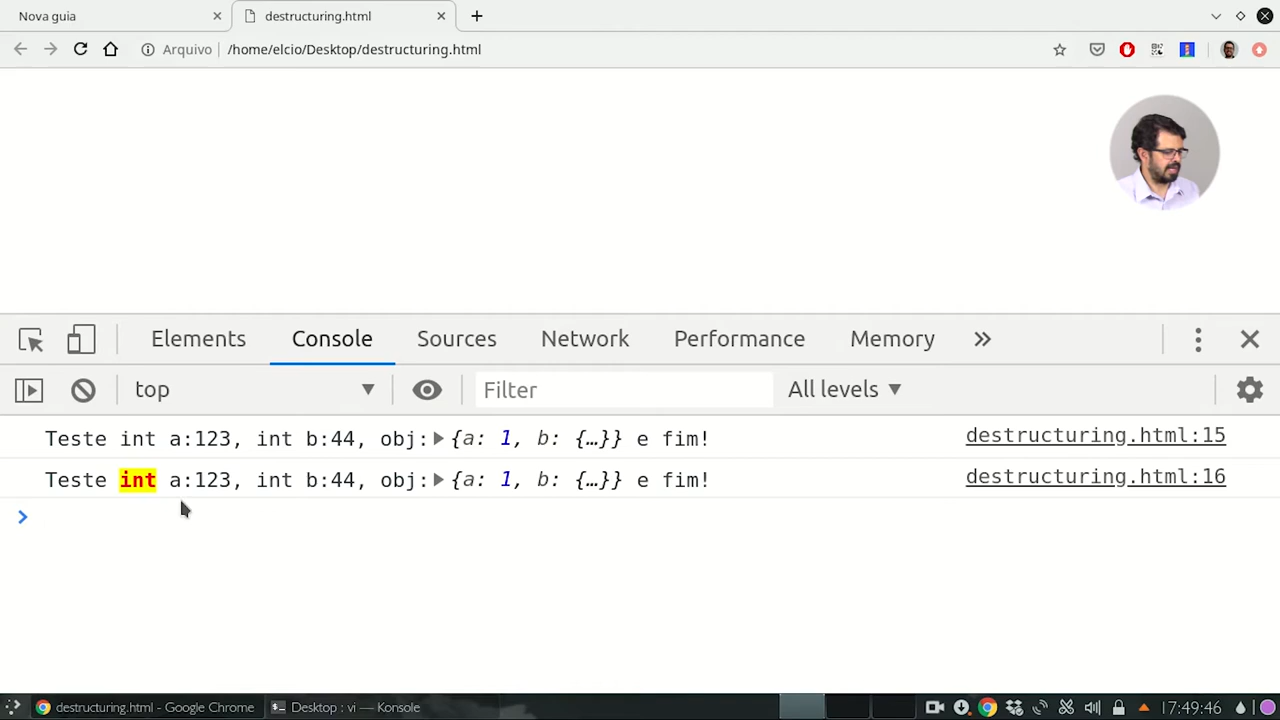 Nova guia
destructuring.html
Arquivo /home/elcio/Desktop/destructuring.html
Elements Console Sources Network Performance Memory
top Filter All levels
Teste int a:123, int b:44, obj: {a: 1, b: {…}} e fim! destructuring.html:15
Teste int a:123, int b:44, obj: {a: 1, b: {…}} e fim! destructuring.html:16
destructuring.html - Google Chrome Desktop : vi — Konsole 17:49:46